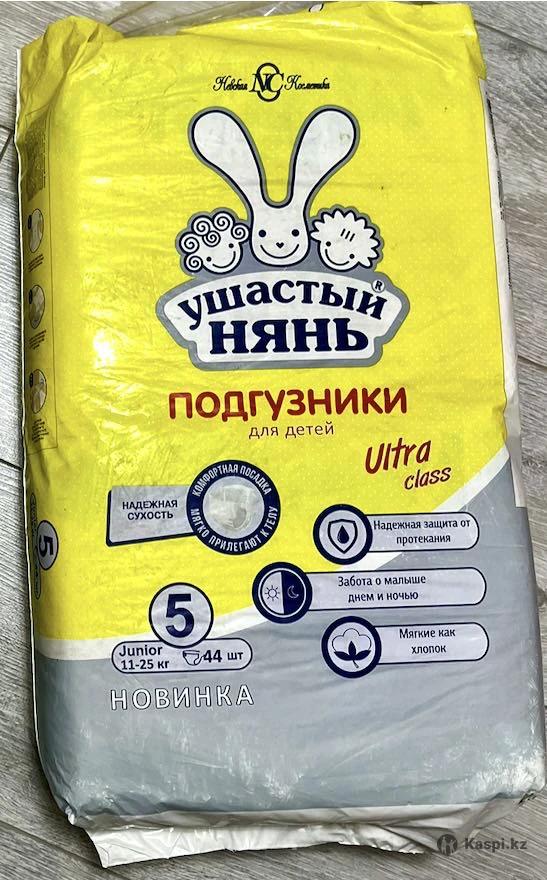 Невская NC Косметика
УШАСТЫЙ®
НЯНЬ
ПОДГУЗНИКИ
для детей
Ultra
class
НАДЕЖНАЯ
СУХОСТЬ
КОМФОРТНАЯ ПОСАДКА
МЯГКО ПРИЛЕГАЮТ К ТЕЛУ
Надежная защита от
протекания
Забота о малыше
днем и ночью
Мягкие как
хлопок
5
5
Junior
11-25 кг
44 шт
НОВИНКА
Kaspi.kz